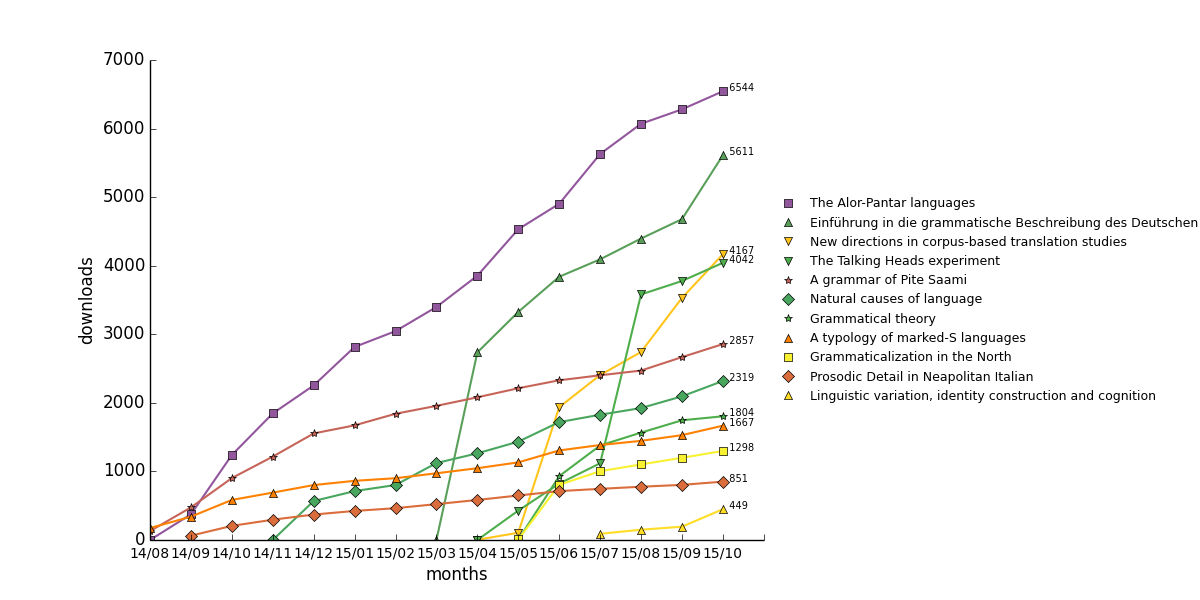 7000
6000
5000
4000
3000
2000
1000
0
downloads
14/08 14/09 14/10 14/11 14/12 15/01 15/02 15/03 15/04 15/05 15/06 15/07 15/08 15/09 15/10
months
6544
5611
4167
4042
2857
2319
1804
1667
1298
851
449
The Alor-Pantar languages
Einführung in die grammatische Beschreibung des Deutschen
New directions in corpus-based translation studies
The Talking Heads experiment
A grammar of Pite Saami
Natural causes of language
Grammatical theory
A typology of marked-S languages
Grammaticalization in the North
Prosodic Detail in Neapolitan Italian
Linguistic variation, identity construction and cognition